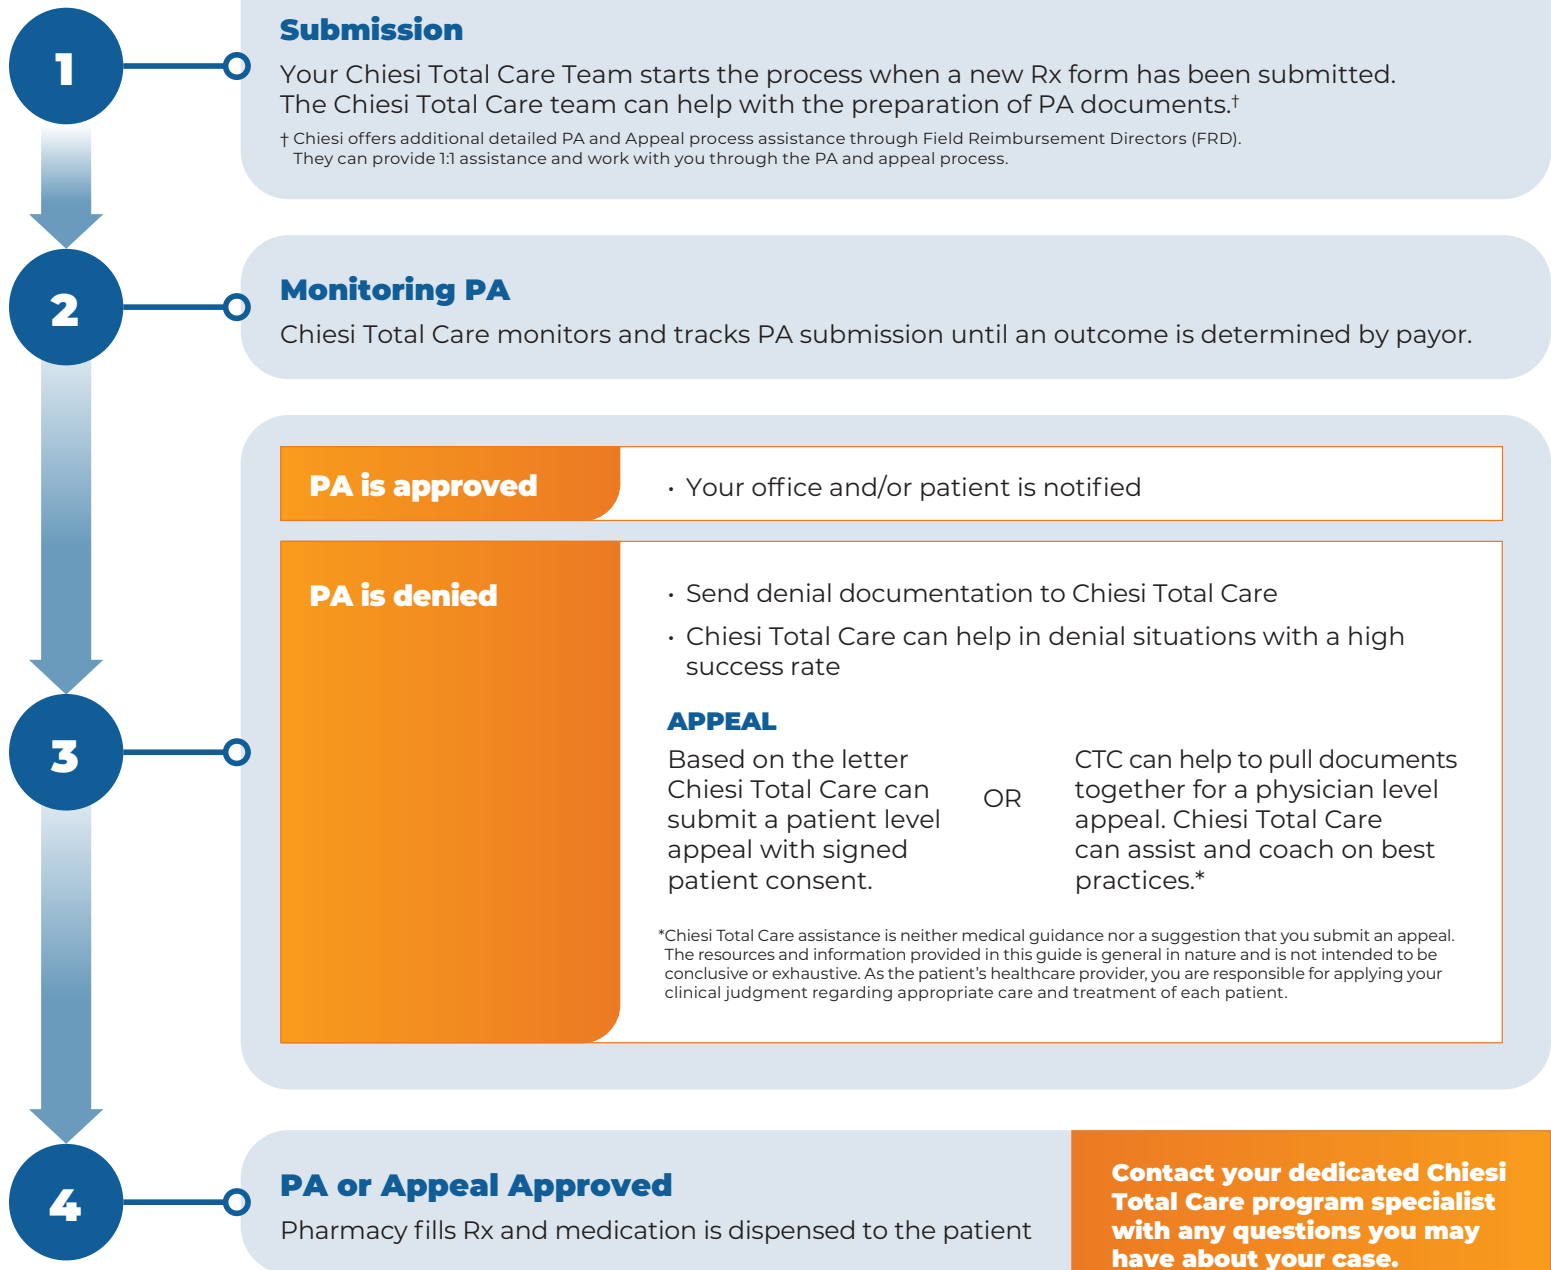 1
Submission
Your Chiesi Total Care Team starts the process when a new Rx form has been submitted.
The Chiesi Total Care team can help with the preparation of PA documents.†
† Chiesi offers additional detailed PA and Appeal process assistance through Field Reimbursement Directors (FRD).
They can provide 1:1 assistance and work with you through the PA and appeal process.
2
Monitoring PA
Chiesi Total Care monitors and tracks PA submission until an outcome is determined by payor.
3
PA is approved
• Your office and/or patient is notified
PA is denied
• Send denial documentation to Chiesi Total Care
• Chiesi Total Care can help in denial situations with a high
success rate
APPEAL
Based on the letter
Chiesi Total Care can
submit a patient level
appeal with signed
patient consent.
OR
CTC can help to pull documents
together for a physician level
appeal. Chiesi Total Care
can assist and coach on best
practices.*
*Chiesi Total Care assistance is neither medical guidance nor a suggestion that you submit an appeal.
The resources and information provided in this guide is general in nature and is not intended to be
conclusive or exhaustive. As the patient’s healthcare provider, you are responsible for applying your
clinical judgment regarding appropriate care and treatment of each patient.
4
PA or Appeal Approved
Pharmacy fills Rx and medication is dispensed to the patient
Contact your dedicated Chiesi
Total Care program specialist
with any questions you may
have about your case.